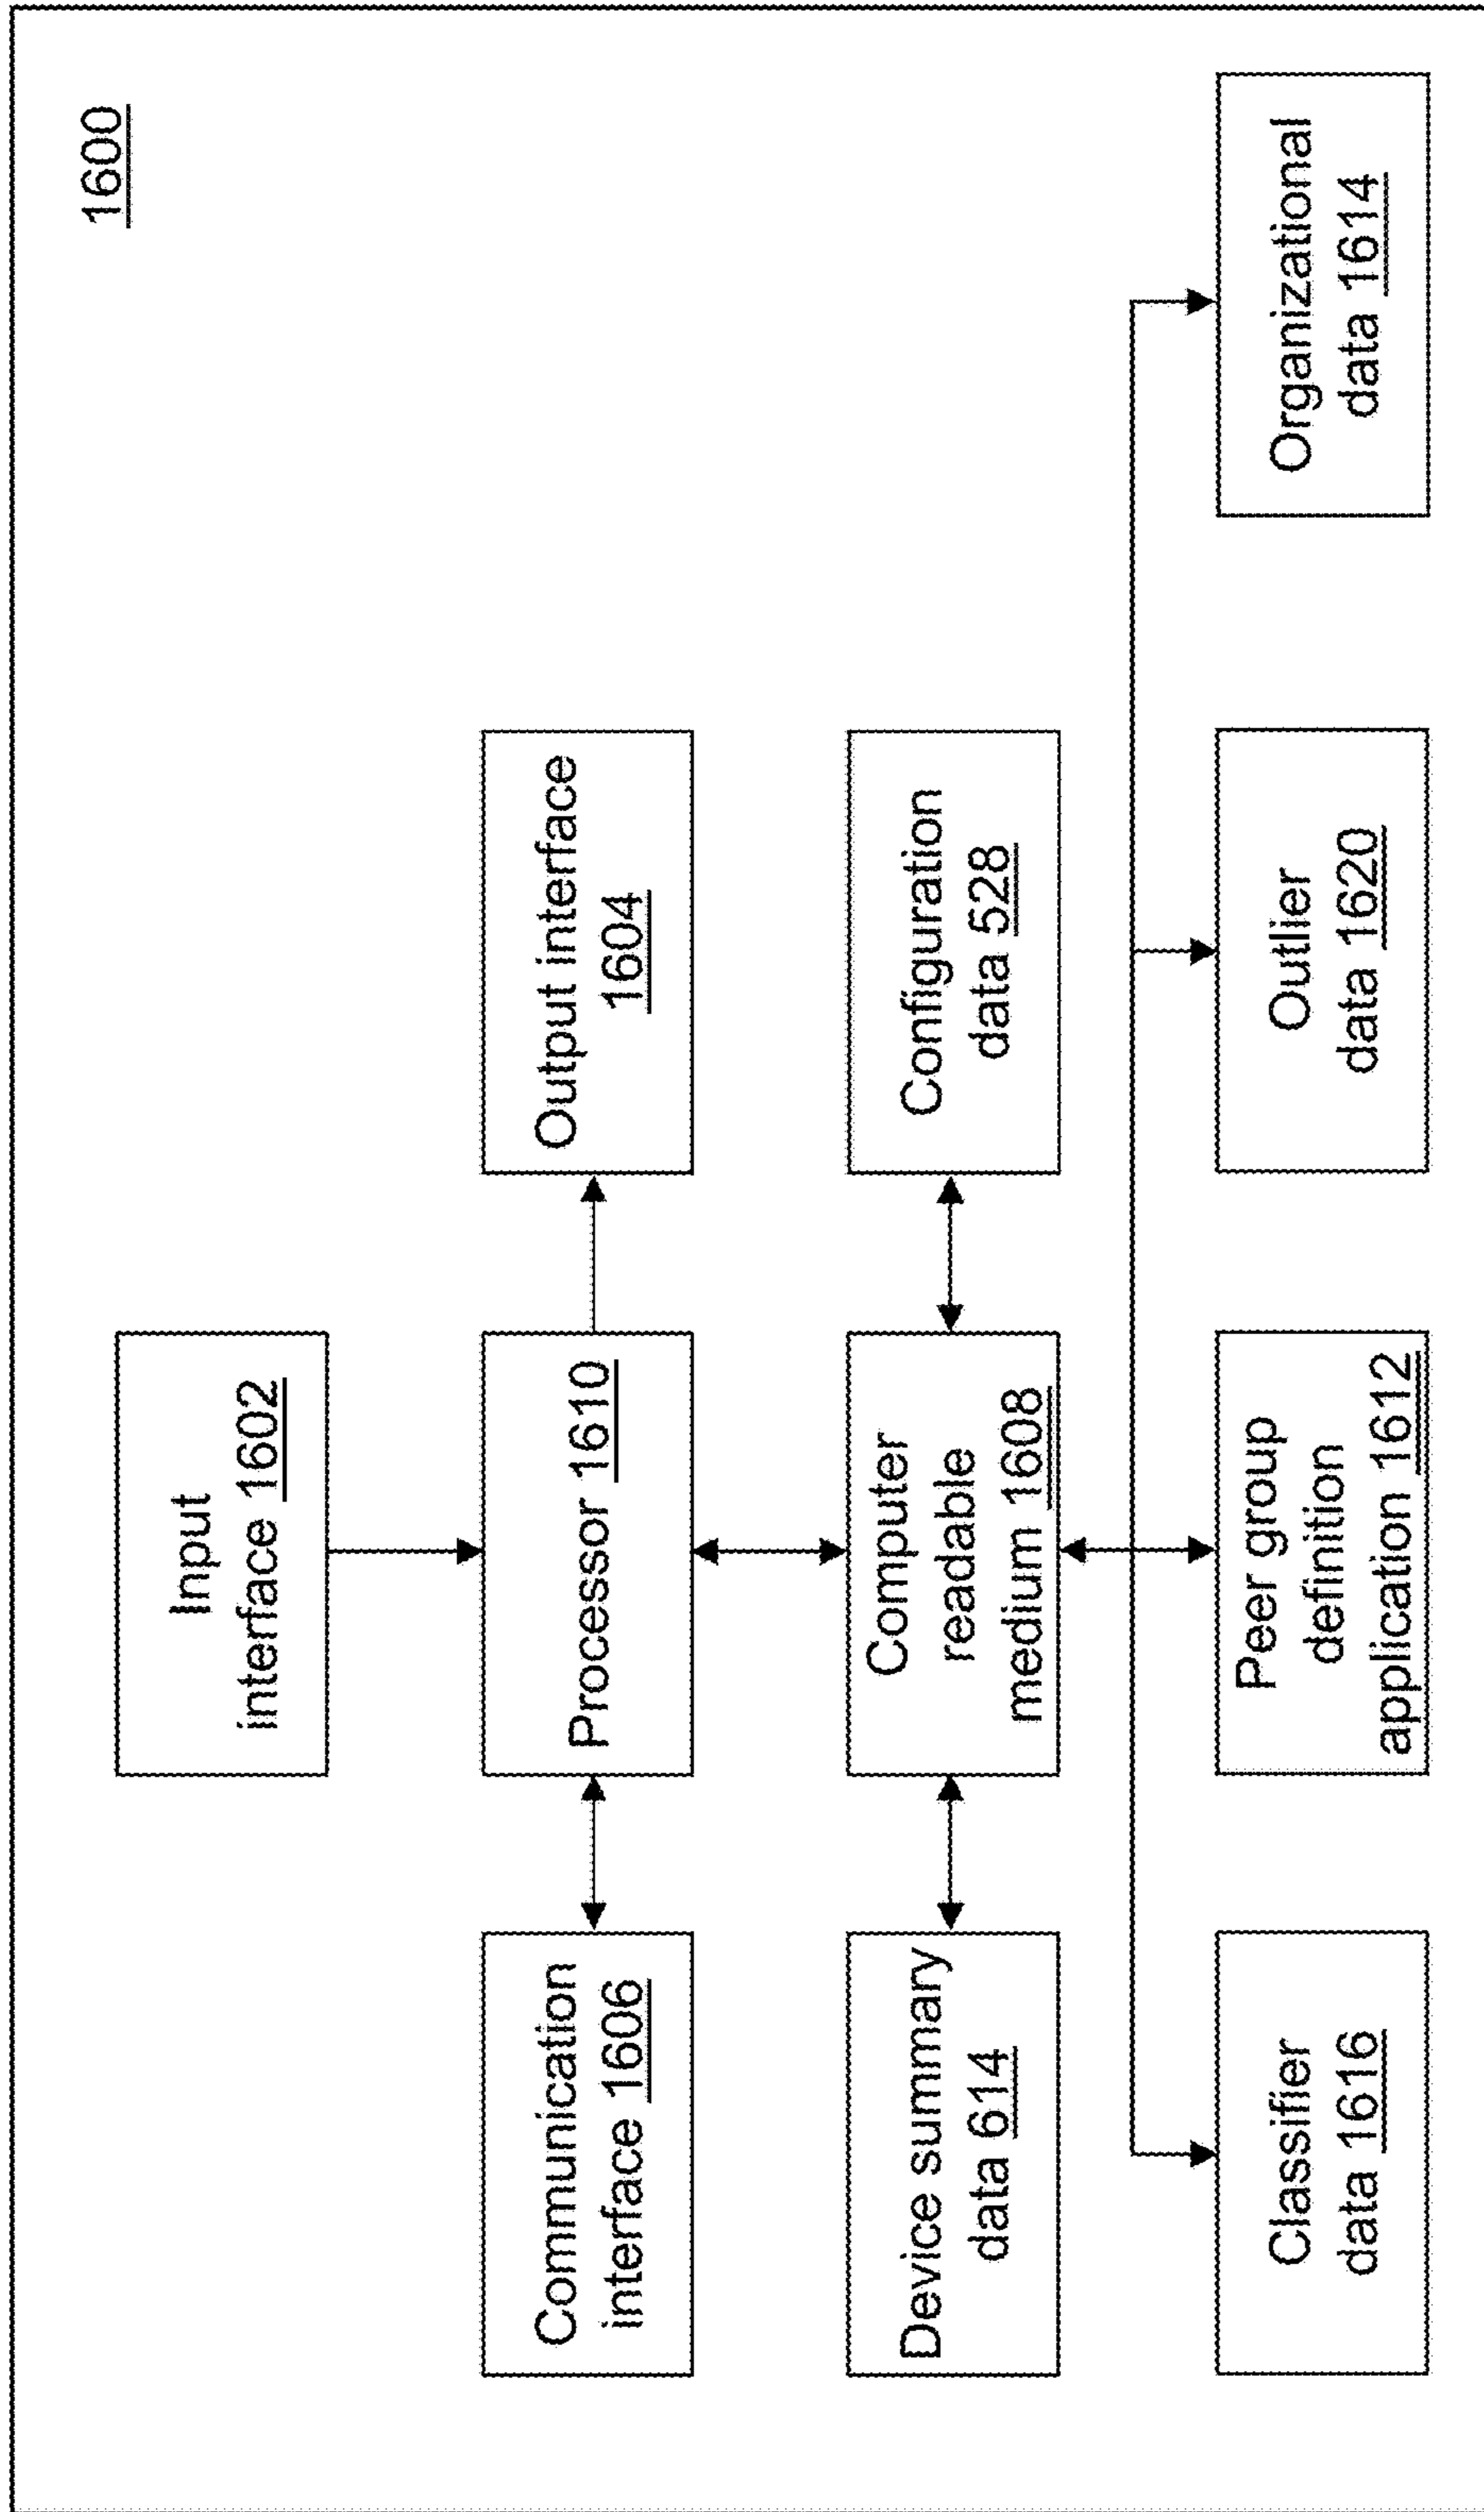 1600
Input
interface 1602
Communication
interface 1606
Processor 1610
Output interface
1604
Device summary
data 614
Computer
readable
medium 1608
Configuration
data 528
Classifier
data 1616
Peer group
definition
application 1612
Outlier
data 1620
Organizational
data 1614